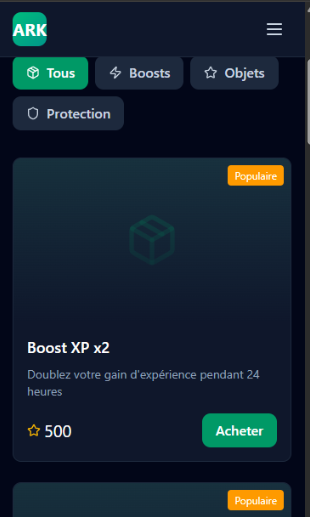 ARK
Tous
Boosts
Objets
Protection
Populaire
Boost XP x2
Doublez votre gain d'expérience pendant 24
heures
500
Acheter
Populaire